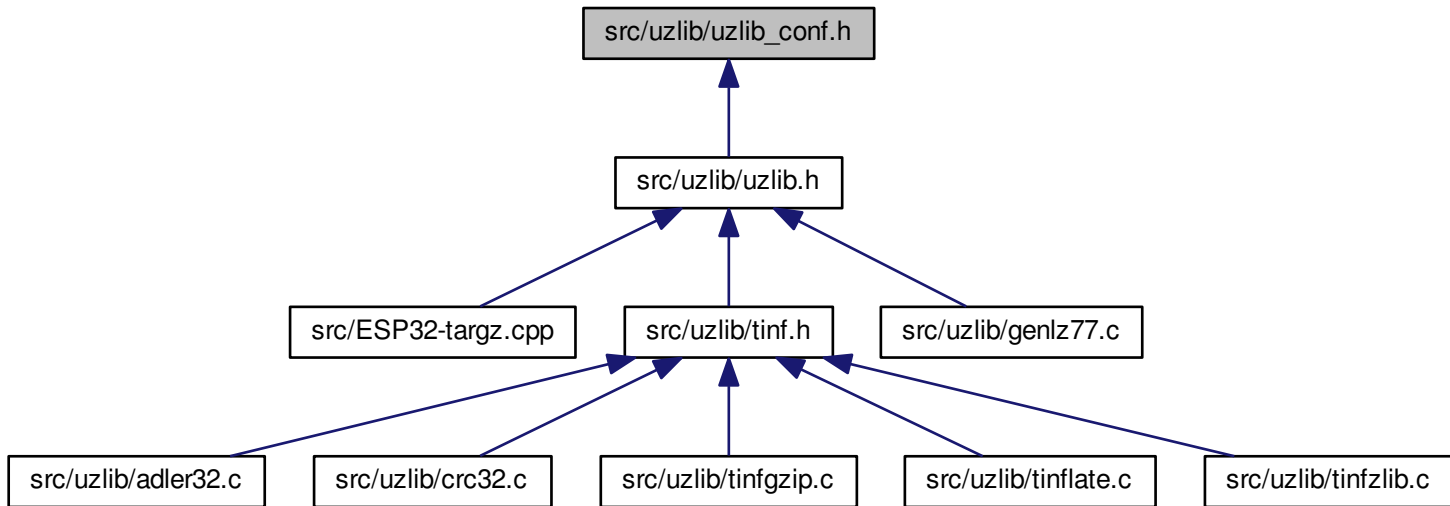 src/uzlib/uzlib_conf.h
src/uzlib/uzlib.h
src/ESP32-targz.cpp
src/uzlib/tinf.h
src/uzlib/genlz77.c
src/uzlib/adler32.c
src/uzlib/crc32.c
src/uzlib/tinfgzip.c
src/uzlib/tinflate.c
src/uzlib/tinfzlib.c